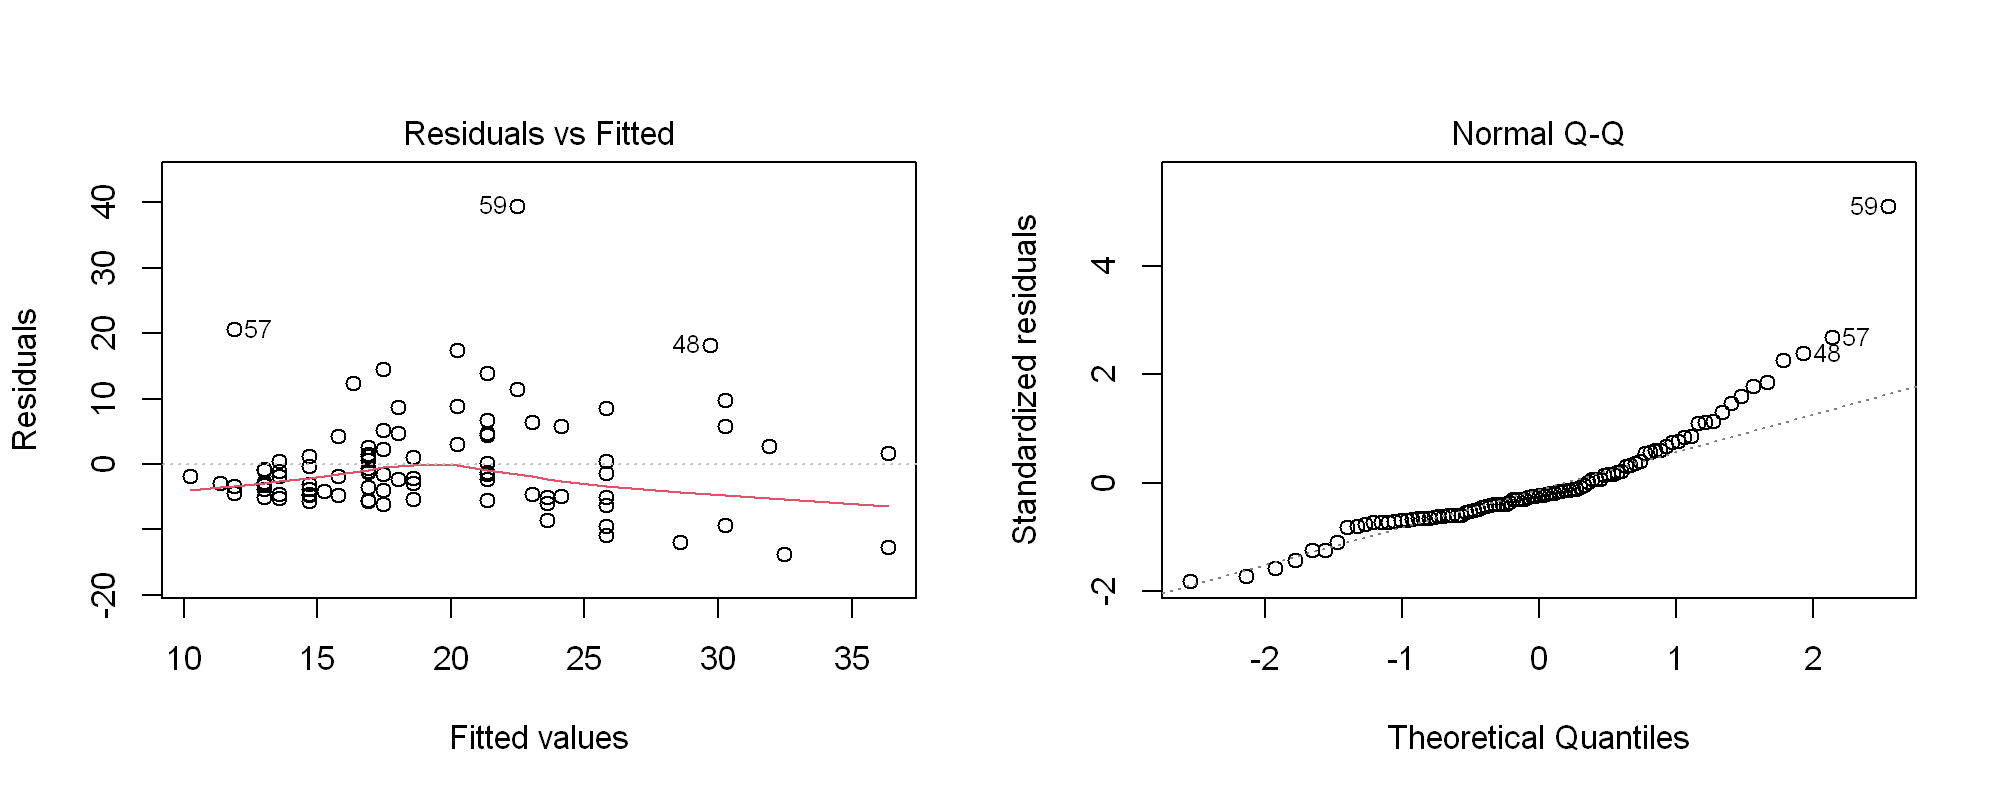 Residuals vs Fitted
Residuals
40
30
20
10
0
-20
59
57
48
10 15 20 25 30 35
Fitted values
Normal Q-Q
Standardized residuals
4
2
0
-2
59
57
48
-2 -1 0 1 2
Theoretical Quantiles